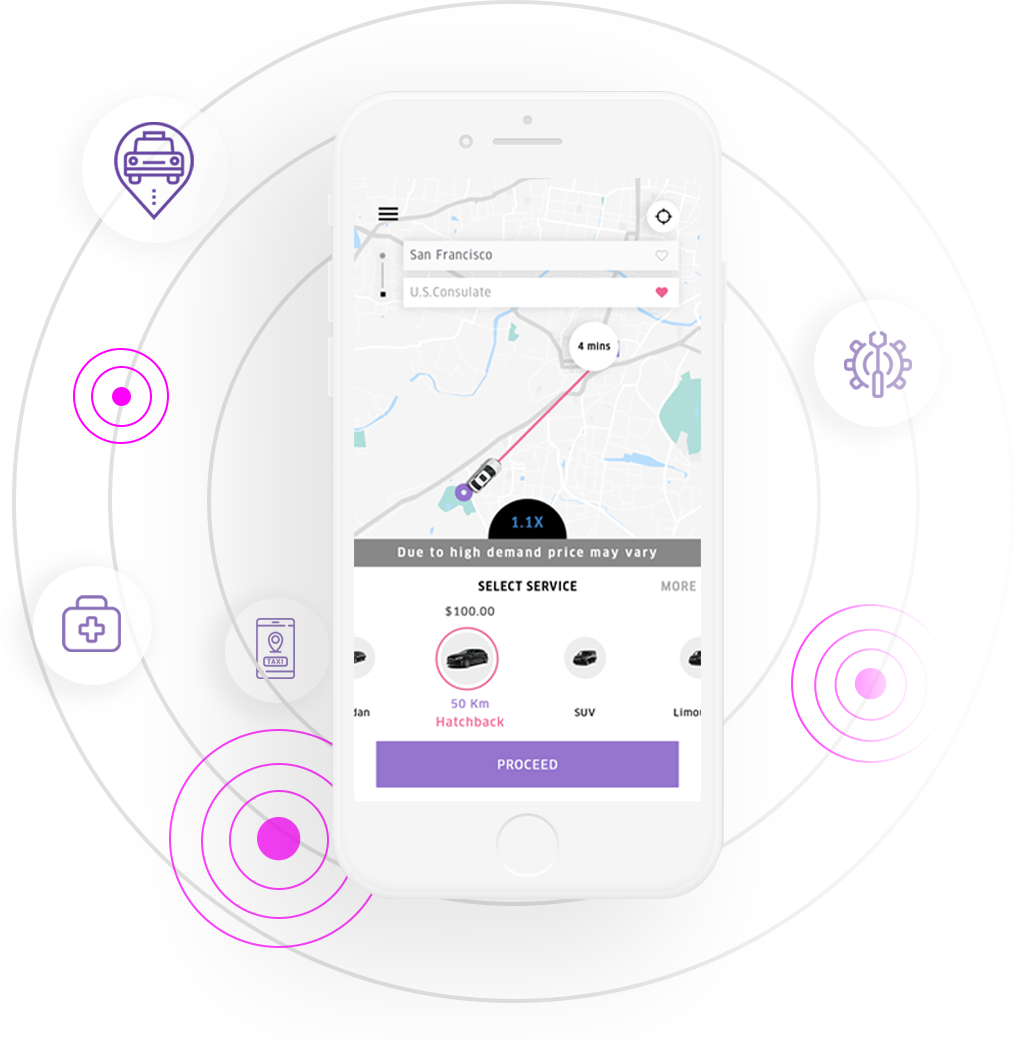 San Francisco
U.S.Consulate
4 mins
1.1X
Due to high demand price may vary
SELECT SERVICE
MORE
$100.00
50 Km
dan
Hatchback
SUV
Limou
PROCEED
TAXI